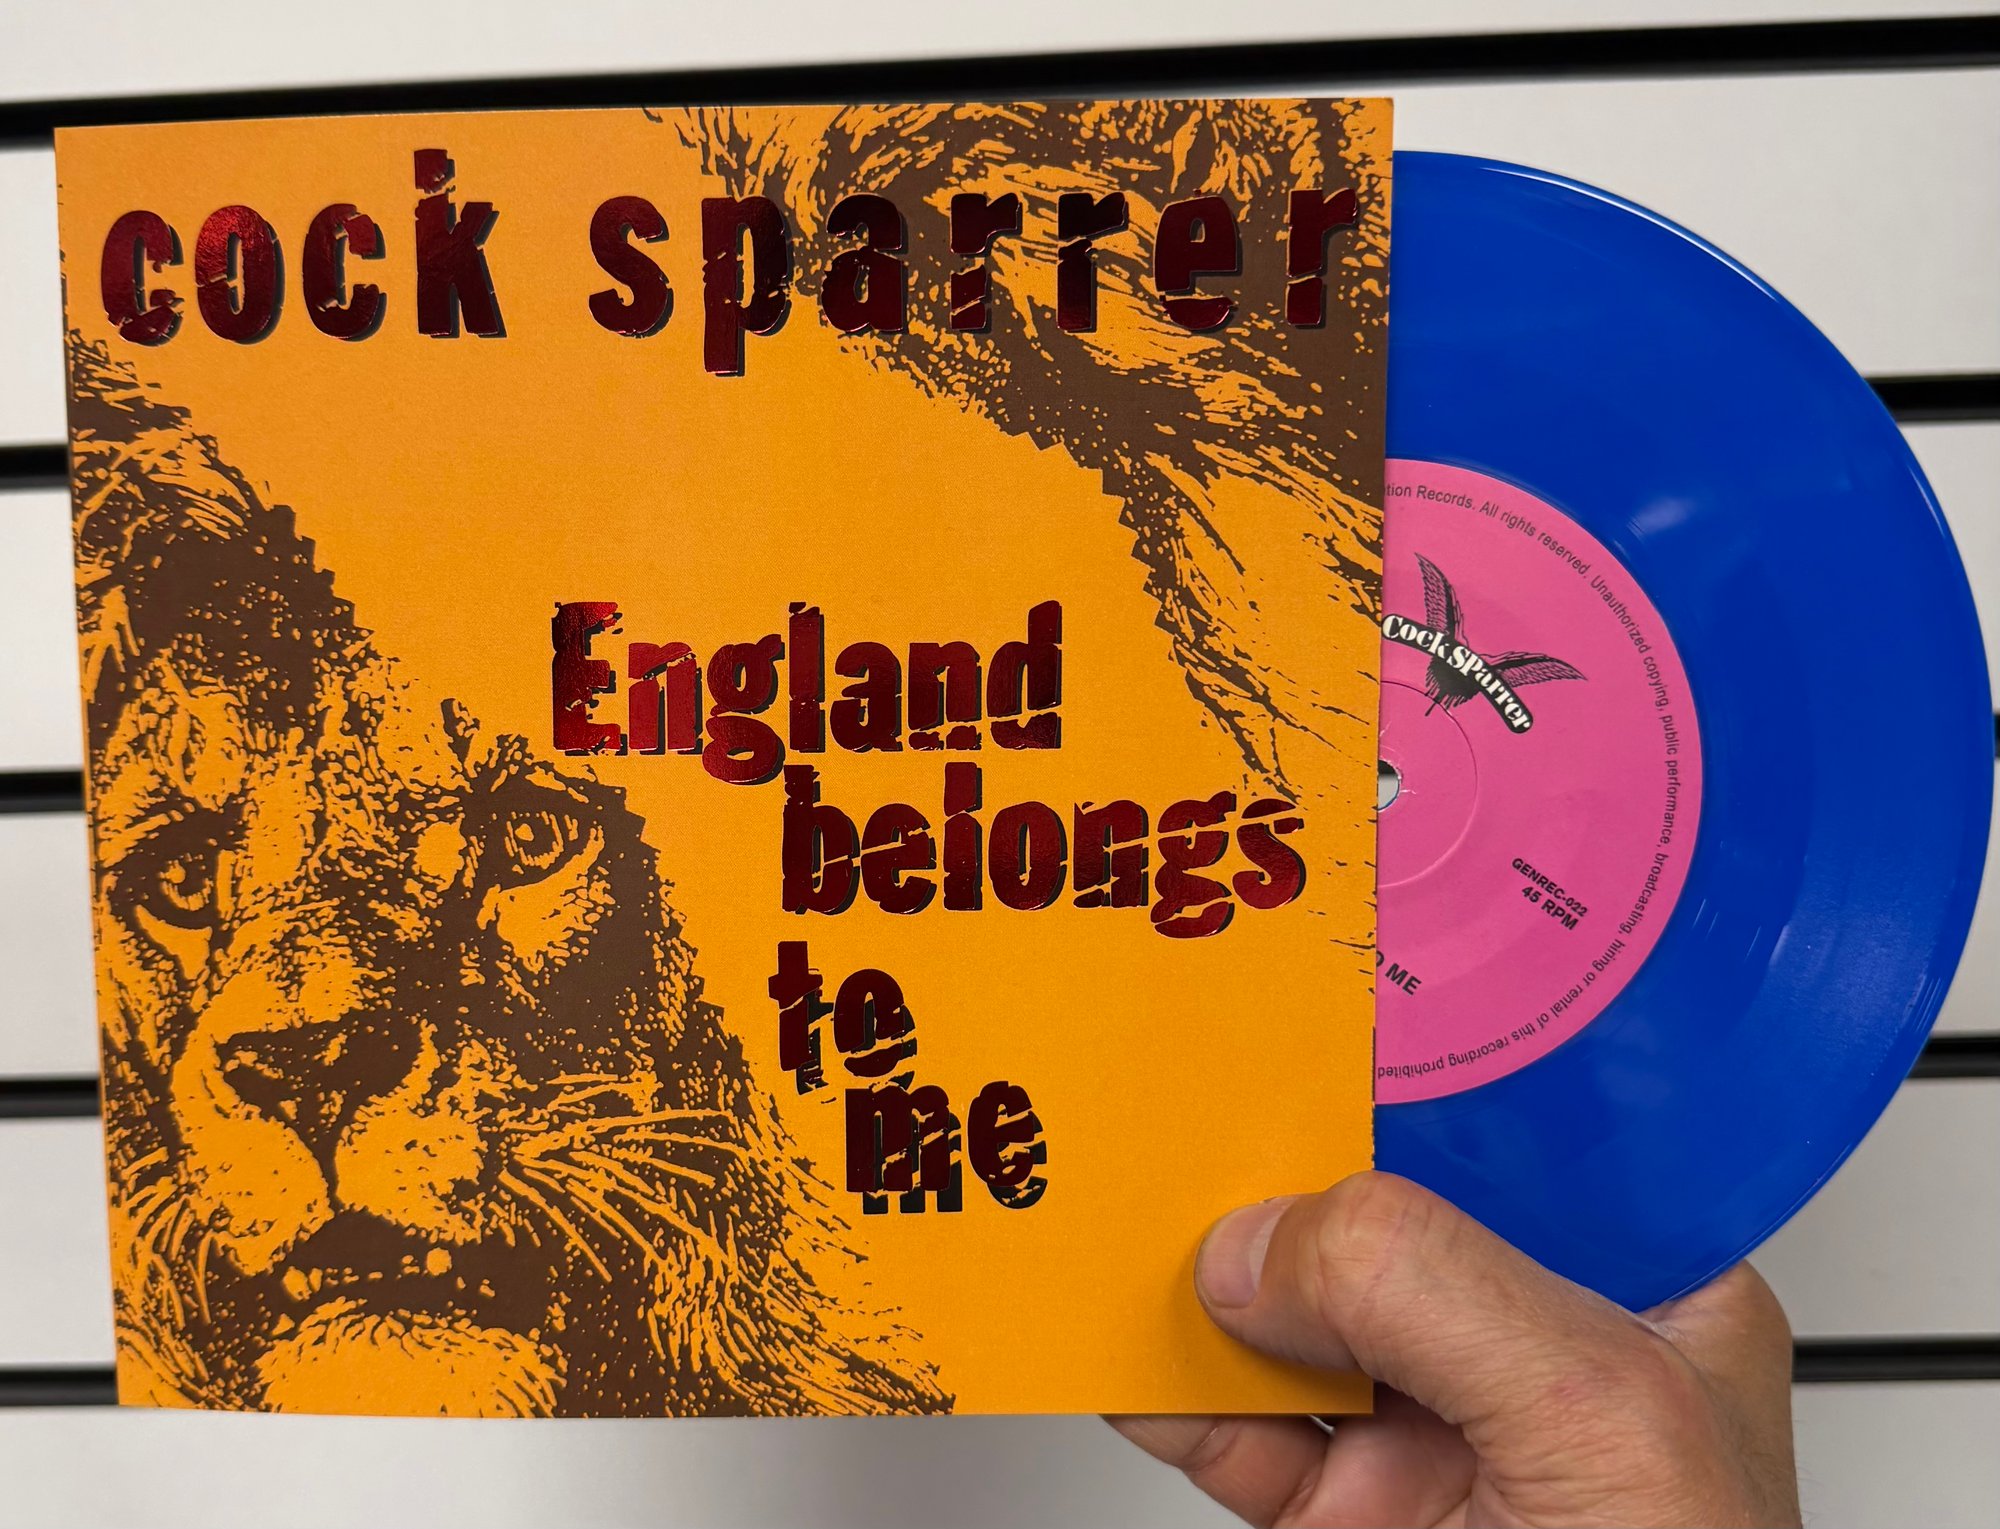 cock sparrer
England
belongs
to
me
Records. All rights reserved. Unauthorized copying, public performance, broadcasting, hiring or rental of this recording prohibited
Cock Sparrer
GENREC-022
45 RPM
ME